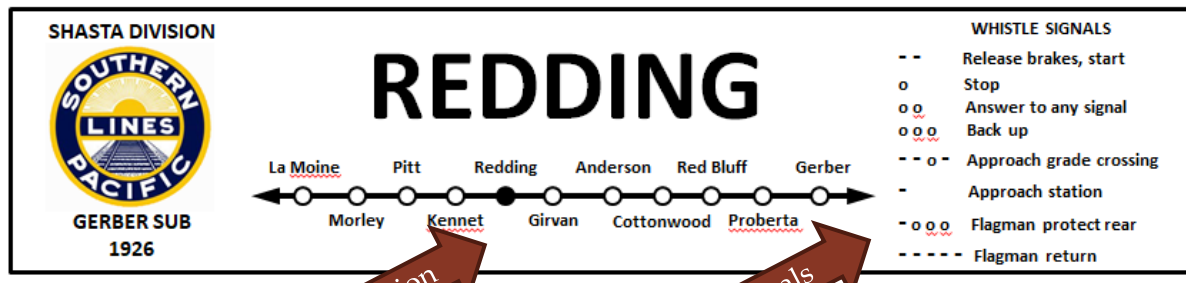 SHASTA DIVISION
SOUTHERN
LINES
PACIFIC
GERBER SUB
1926
REDDING
La Moine Pitt Redding Anderson Red Bluff Gerber
Morley Kennet Girvan Cottonwood Proberta
WHISTLE SIGNALS
- - Release brakes, start
o Stop
o o Answer to any signal
o o o Back up
- - o - Approach grade crossing
- Approach station
- o o o Flagman protect rear
- - - - - Flagman return